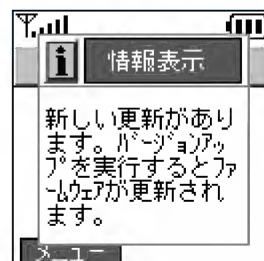 情報表示
新しい更新があり
ます。ﾊﾞｰｼﾞｮﾝｱｯ
ﾌﾟを実行するとﾌｧ
ｰﾑｳｪｱが更新され
ます。
メニュー